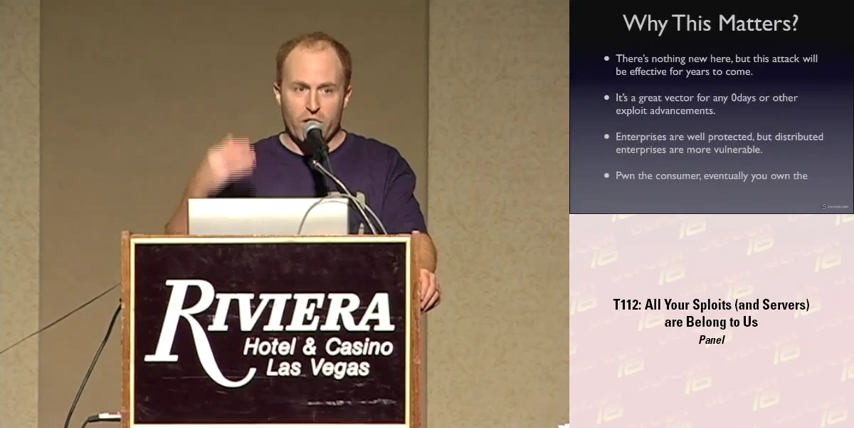 Why This Matters?
There's nothing new here, but this attack will
be effective for years to come.
It's a great vector for any 0days or other
exploit advancements.
Enterprises are well protected, but distributed
enterprises are more vulnerable.
Pwn the consumer, eventually you own the
RIVIERA
Hotel & Casino
Las Vegas
T112: All Your Sploits (and Servers)
are Belong to Us
Panel